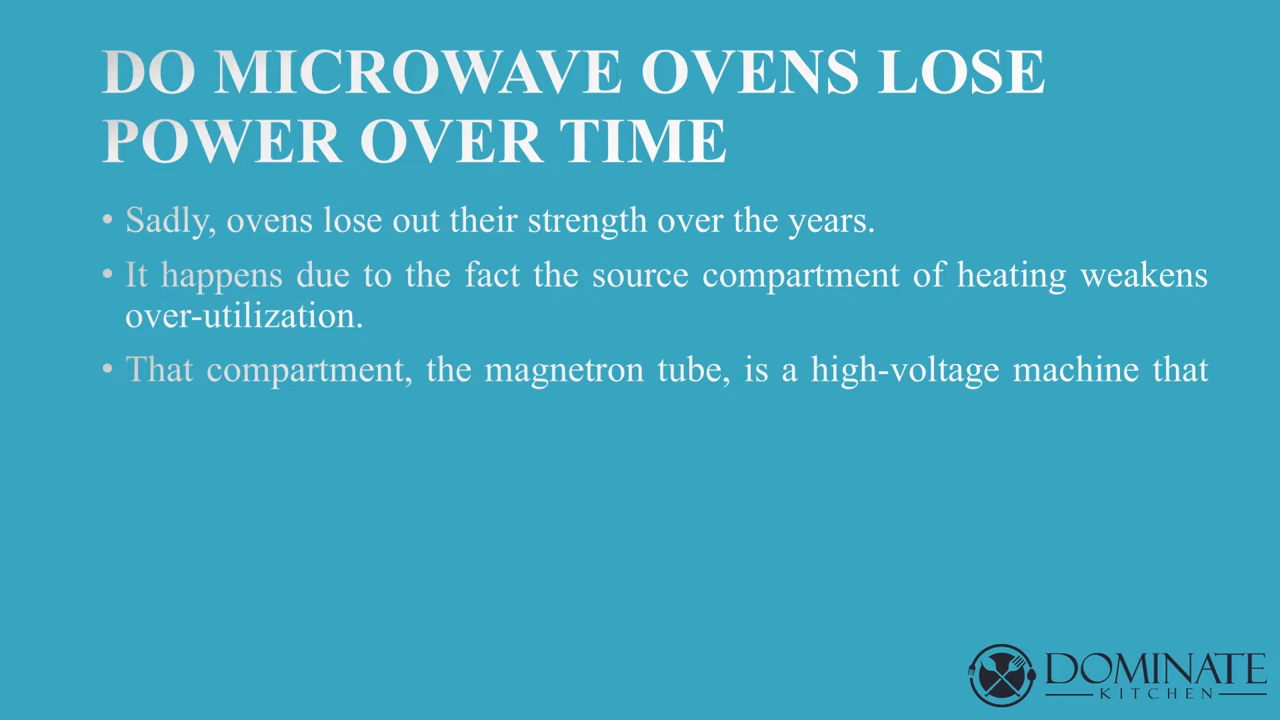 DO MICROWAVE OVENS LOSE
POWER OVER TIME
• Sadly, ovens lose out their strength over the years.
• It happens due to the fact the source compartment of heating weakens
over-utilization.
• That compartment, the magnetron tube, is a high-voltage machine that
DOMINATE
KITCHEN